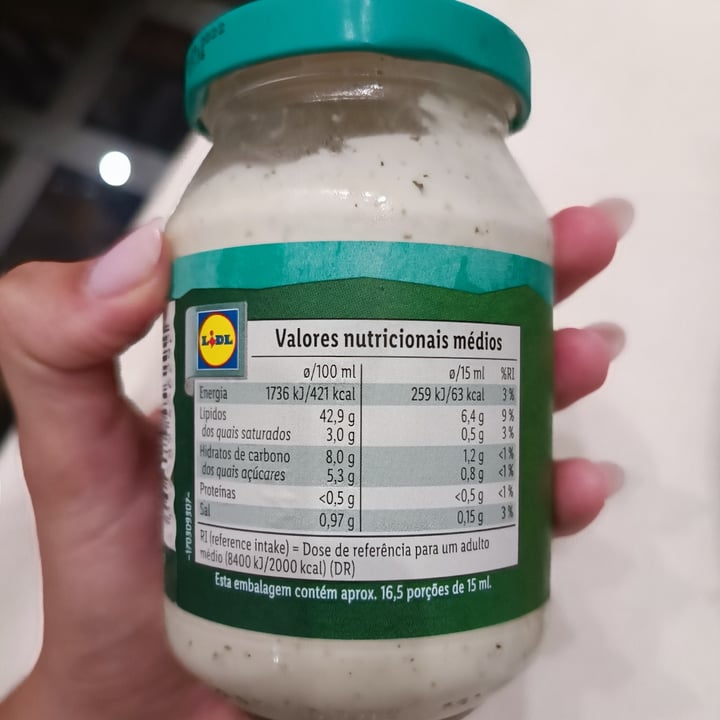 LIDL
Valores nutricionais médios
ø/100 ml ø/15 ml %RI
Energia 1736 kJ/421 kcal 259 kJ/63 kcal 3%
Lípidos 42,9 g 6,4 g 9%
dos quais saturados 3,0 g 0,5 g 3%
Hidratos de carbono 8,0 g 1,2 g <1%
dos quais açúcares 5,3 g 0,8 g <1%
Proteínas <0,5 g <0,5 g <1%
Sal 0,97 g 0,15 g 3%
RI (reference intake) = Dose de referência para um adulto
médio (8400 kJ/2000 kcal) (DR)
Esta embalagem contém aprox. 16,5 porções de 15 ml.
-170309307-